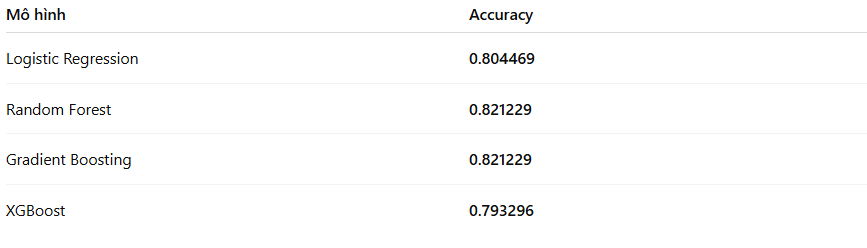 Mô hình Accuracy
Logistic Regression 0.804469
Random Forest 0.821229
Gradient Boosting 0.821229
XGBoost 0.793296